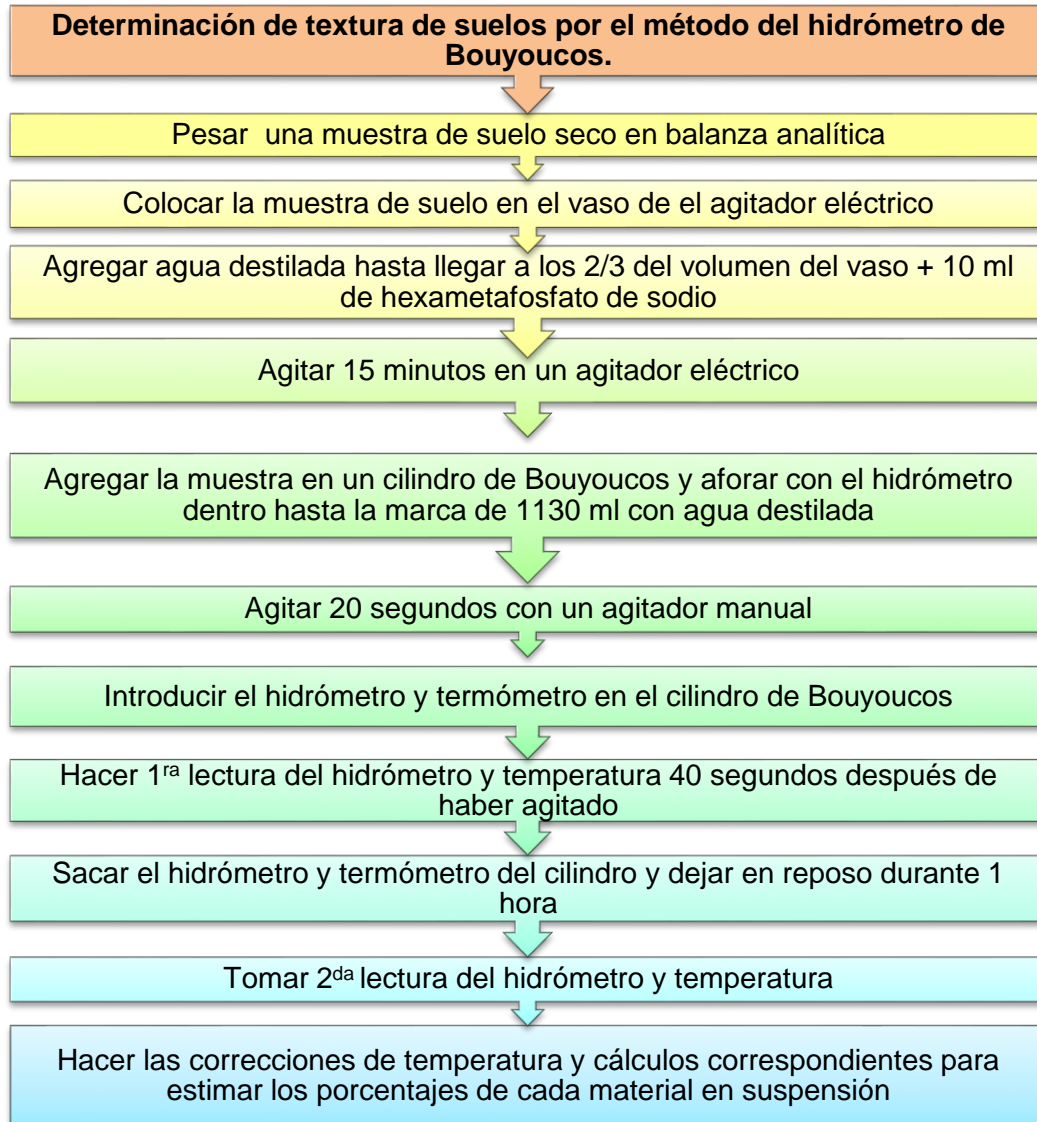 Determinación de textura de suelos por el método del hidrómetro de
Bouyoucos.
Pesar una muestra de suelo seco en balanza analítica
Colocar la muestra de suelo en el vaso de el agitador eléctrico
Agregar agua destilada hasta llegar a los 2/3 del volumen del vaso + 10 ml
de hexametafosfato de sodio
Agitar 15 minutos en un agitador eléctrico
Agregar la muestra en un cilindro de Bouyoucos y aforar con el hidrómetro
dentro hasta la marca de 1130 ml con agua destilada
Agitar 20 segundos con un agitador manual
Introducir el hidrómetro y termómetro en el cilindro de Bouyoucos
Hacer 1ra lectura del hidrómetro y temperatura 40 segundos después de
haber agitado
Sacar el hidrómetro y termómetro del cilindro y dejar en reposo durante 1
hora
Tomar 2da lectura del hidrómetro y temperatura
Hacer las correcciones de temperatura y cálculos correspondientes para
estimar los porcentajes de cada material en suspensión